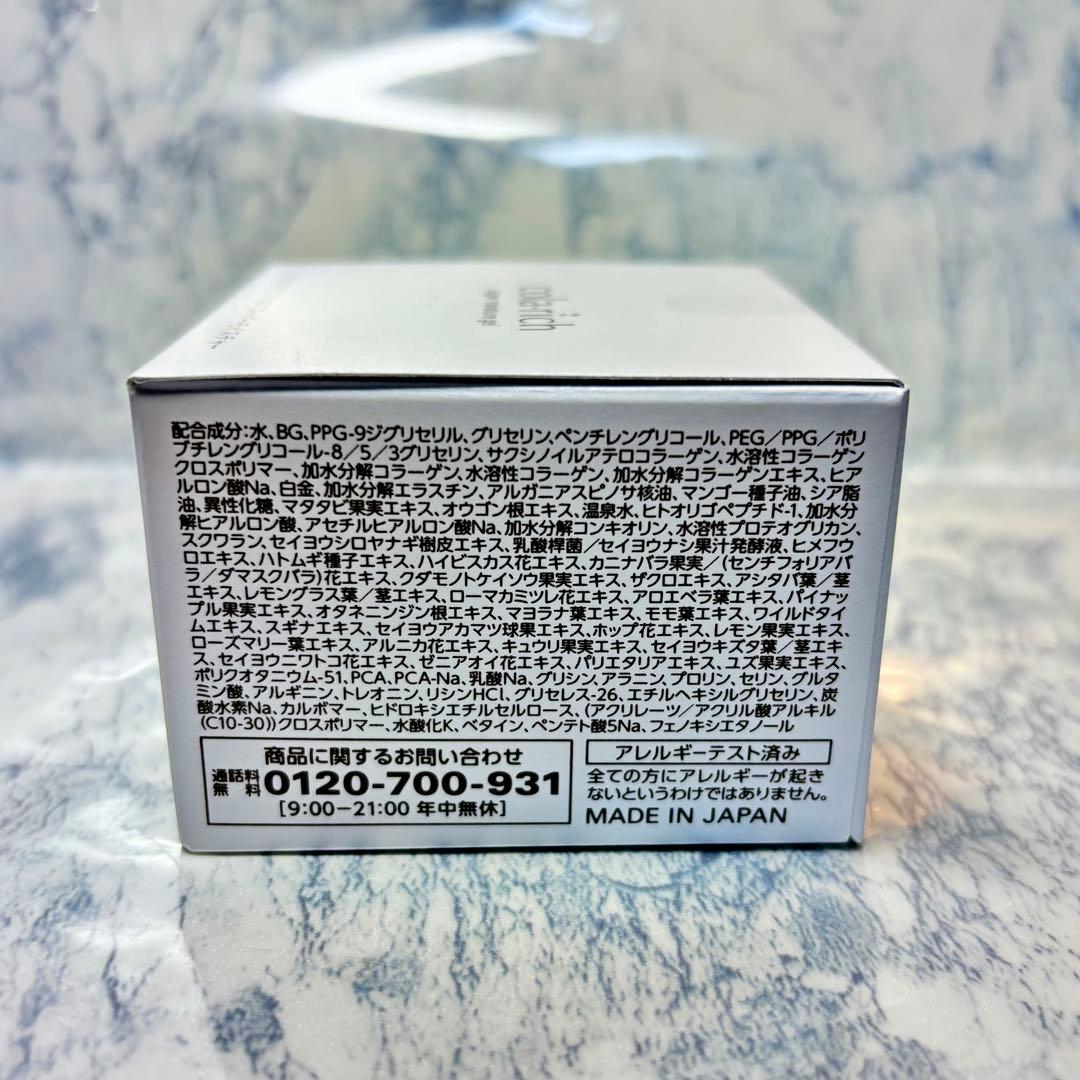 配合成分:水、BG、PPG-9ジグリセリル、グリセリン、ペンチレングリコール、PEG/PPG/ポリ
ブチレングリコール-8/5/3グリセリン、サクシノイルアテロコラーゲン、水溶性コラーゲン
クロスポリマー、加水分解コラーゲン、水溶性コラーゲン、加水分解コラーゲンエキス、ヒア
ルロン酸Na、白金、加水分解エラスチン、アルガニアスピノサ核油、マンゴー種子油、シア脂
油、異性化糖、マタタビ果実エキス、オウゴン根エキス、温泉水、ヒトオリゴペプチド-1、加水分
解ヒアルロン酸、アセチルヒアルロン酸Na、加水分解コンキオリン、水溶性プロテオグリカン、
スクワラン、セイヨウシロヤナギ樹皮エキス、乳酸桿菌/セイヨウナシ果汁発酵液、ヒメフウ
ロエキス、ハトムギ種子エキス、ハイビスカス花エキス、カニナバラ果実/(センチフォリアバ
ラ/ダマスクバラ)花エキス、クダモノトケイソウ果実エキス、ザクロエキス、アシタバ葉/茎
エキス、レモングラス葉/茎エキス、ローマカミツレ花エキス、アロエベラ葉エキス、パイナッ
プル果実エキス、オタネニンジン根エキス、マヨラナ葉エキス、モモ葉エキス、ワイルドタイ
ムエキス、スギナエキス、セイヨウアカマツ球果エキス、ホップ花エキス、レモン果実エキス、
ローズマリー葉エキス、アルニカ花エキス、キュウリ果実エキス、セイヨウキズタ葉/茎エキ
ス、セイヨウニワトコ花エキス、ゼニアオイ花エキス、パリエタリアエキス、ユズ果実エキス、
ポリクオタニウム-51、PCA、PCA-Na、乳酸Na、グリシン、アラニン、プロリン、セリン、グルタ
ミン酸、アルギニン、トレオニン、リシンHCl、グリセレス-26、エチルヘキシルグリセリン、炭
酸水素Na、カルボマー、ヒドロキシエチルセルロース、(アクリレーツ/アクリル酸アルキル
(C10-30))クロスポリマー、水酸化K、ベタイン、ペンテト酸5Na、フェノキシエタノール
商品に関するお問い合わせ
通話料
無料 0120-700-931
[9:00-21:00 年中無休]
アレルギーテスト済み
全ての方にアレルギーが起き
ないというわけではありません。
MADE IN JAPAN